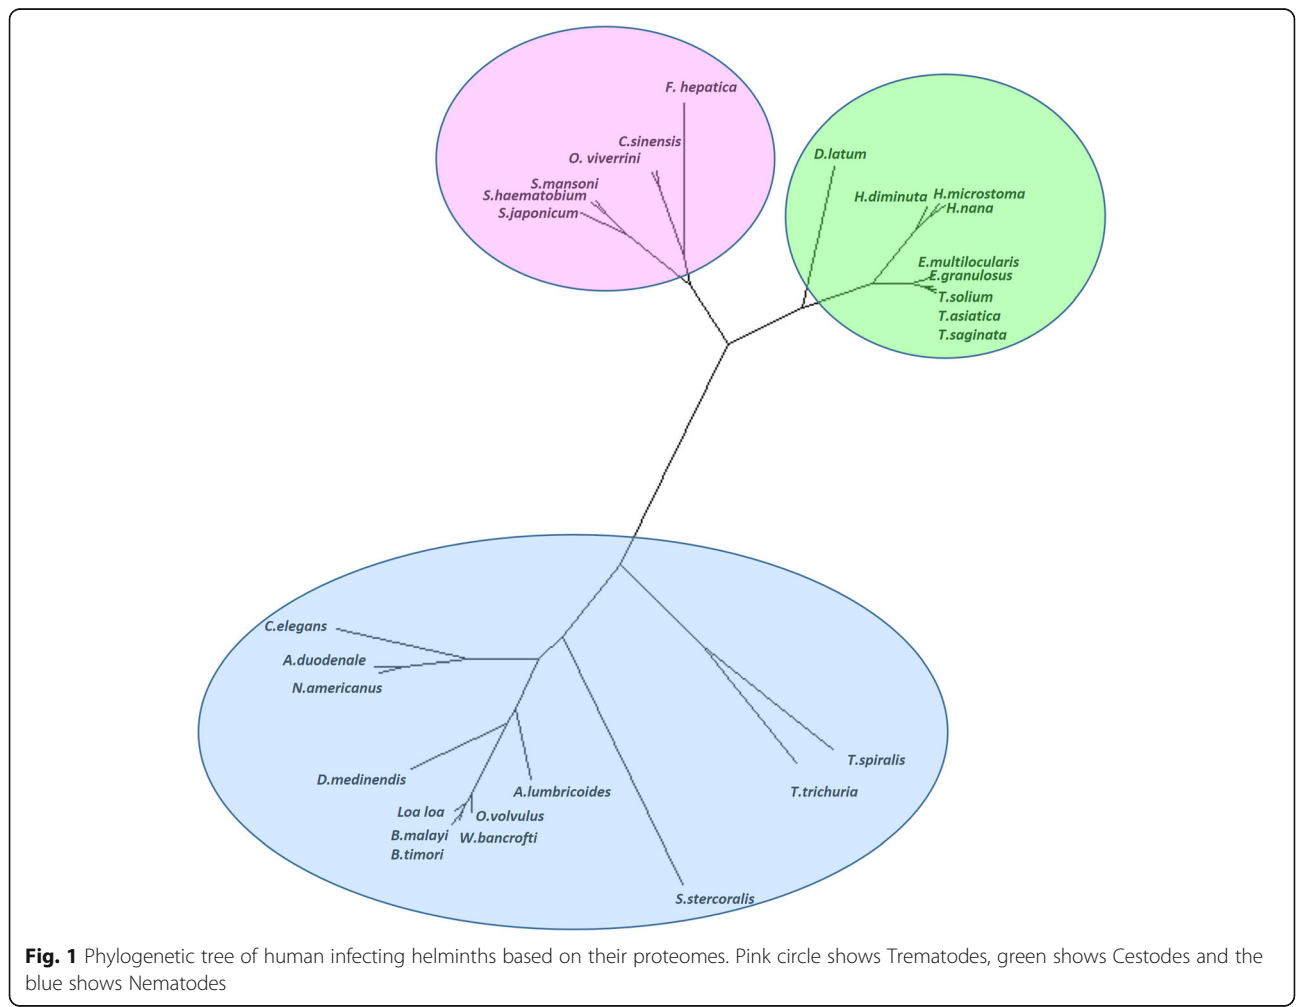 F. hepatica
C.sinensis
O. viverrini
S.mansoni
S.haematobium
S.japonicum
D.latum
H.diminuta
H.microstoma
H.nana
E.multilocularis
E.granulosus
T.solium
T.asiatica
T.saginata
C.elegans
A.duodenale
N.americanus
D.medinendis
A.lumbricoides
Loa loa
O.volvulus
B.malayi
W.bancrofti
B.timori
T.spiralis
T.trichuria
S.stercoralis
Fig. 1 Phylogenetic tree of human infecting helminths based on their proteomes. Pink circle shows Trematodes, green shows Cestodes and the
blue shows Nematodes